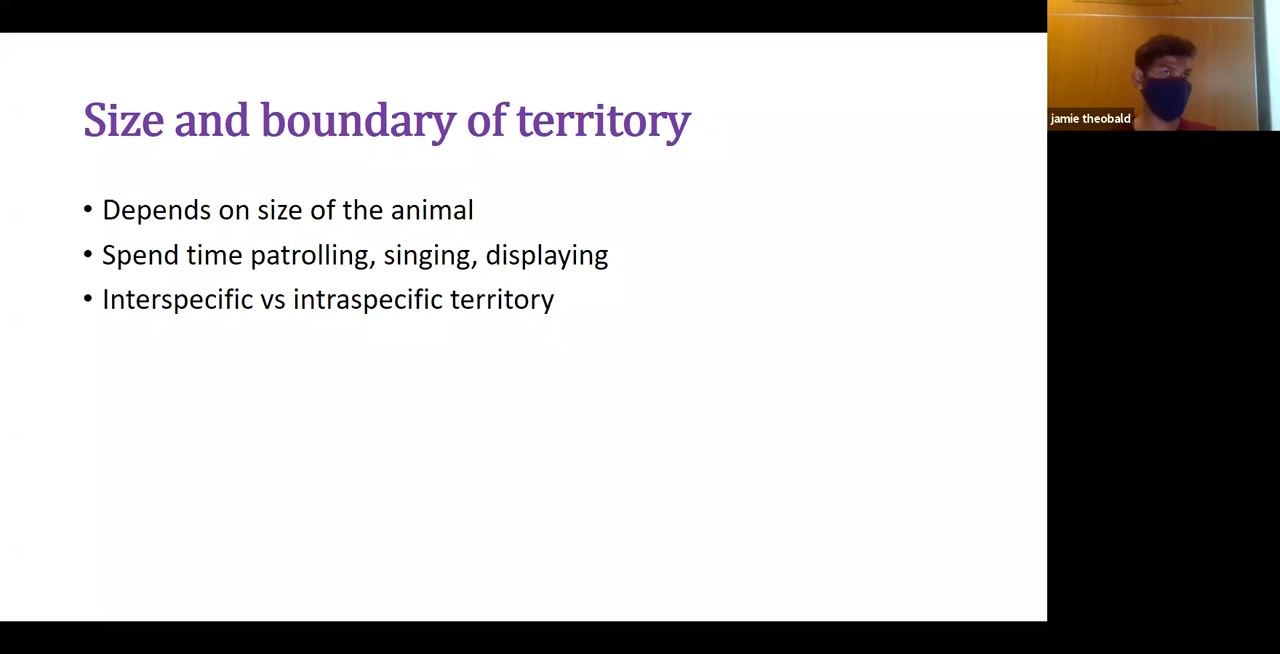 Size and boundary of territory
• Depends on size of the animal
• Spend time patrolling, singing, displaying
• Interspecific vs intraspecific territory
jamie theobald